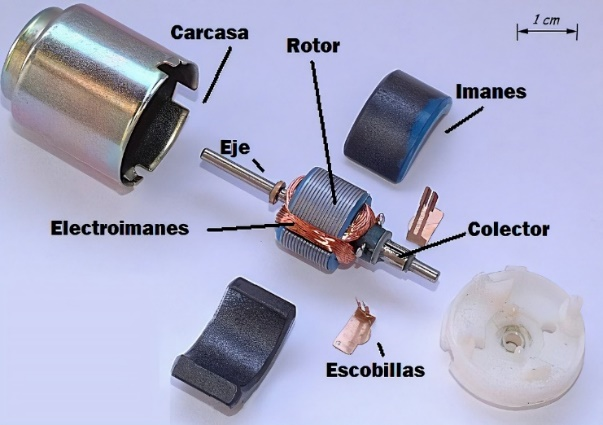 1 cm
Carcasa
Rotor
Imanes
Eje
Electroimanes
Colector
Escobillas